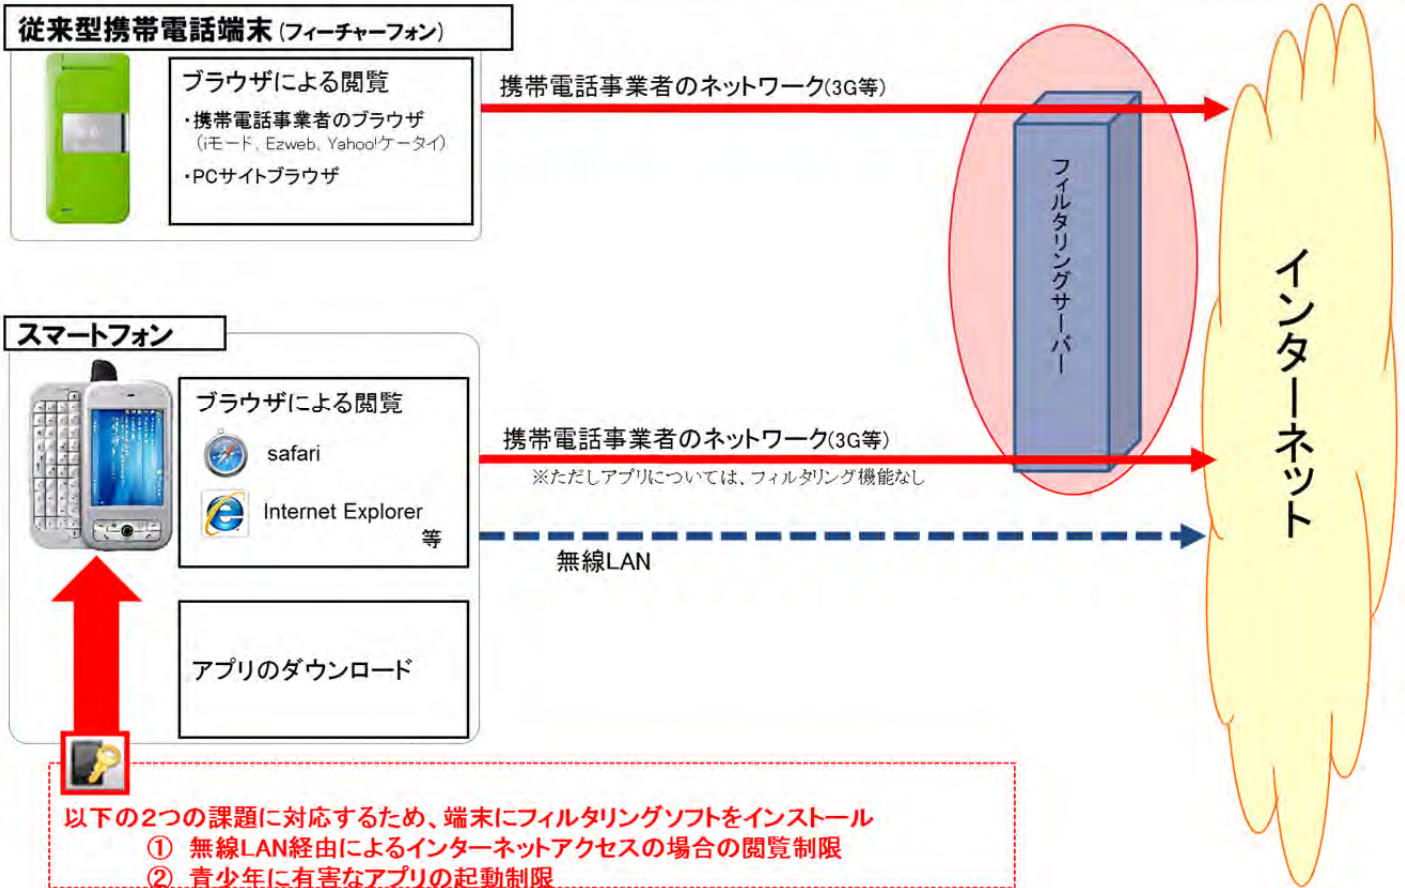 従来型携帯電話端末(フィーチャーフォン)
ブラウザによる閲覧
・携帯電話事業者のブラウザ
(iモード、Ezweb、Yahoo!ケータイ)
・PCサイトブラウザ
携帯電話事業者のネットワーク(3G等)
フィルタリングサーバー
インターネット
スマートフォン
ブラウザによる閲覧
safari
Internet Explorer
等
携帯電話事業者のネットワーク(3G等)
※ただしアプリについては、フィルタリング機能なし
無線LAN
アプリのダウンロード
以下の2つの課題に対応するため、端末にフィルタリングソフトをインストール
① 無線LAN経由によるインターネットアクセスの場合の閲覧制限
② 青少年に有害なアプリの起動制限